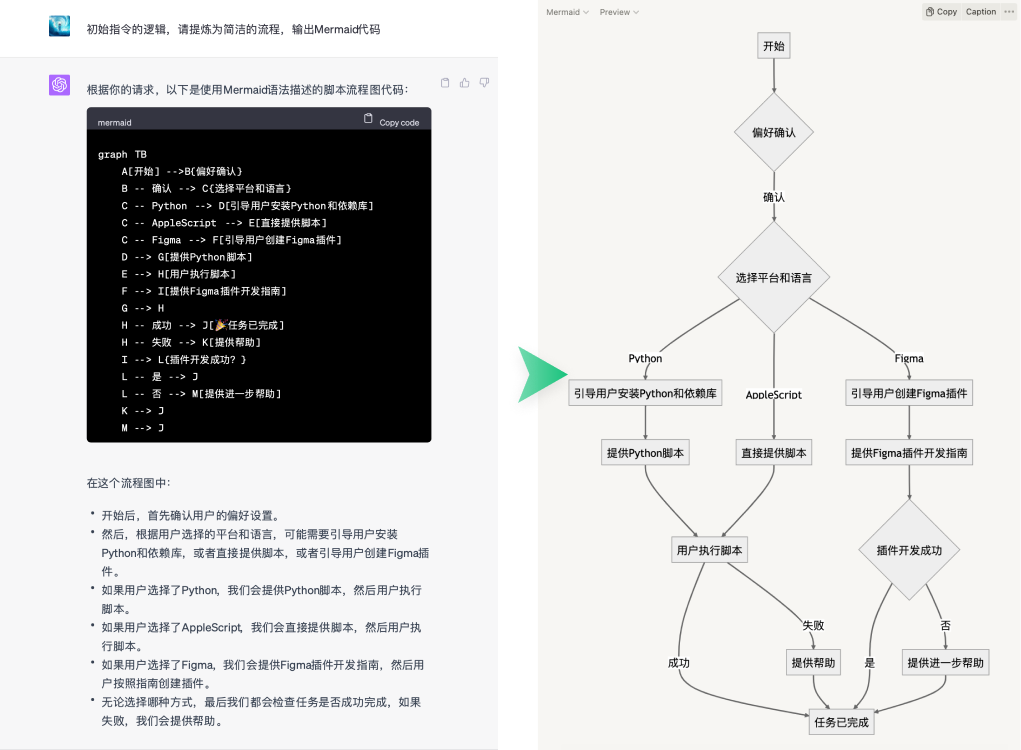 初始指令的逻辑，请提炼为简洁的流程，输出Mermaid代码
根据你的请求，以下是使用Mermaid语法描述的脚本流程图代码：
mermaid
Copy code
graph TB
A[开始] -->B{偏好确认}
B -- 确认 --> C{选择平台和语言}
C -- Python --> D[引导用户安装Python和依赖库]
C -- AppleScript --> E[直接提供脚本]
C -- Figma --> F[引导用户创建Figma插件]
D --> G[提供Python脚本]
E --> H[用户执行脚本]
F --> I[提供Figma插件开发指南]
G --> H
H -- 成功 --> J[🎉任务已完成]
H -- 失败 --> K[提供帮助]
I --> L{插件开发成功？}
L -- 是 --> J
L -- 否 --> M[提供进一步帮助]
K --> J
M --> J
在这个流程图中：
• 开始后，首先确认用户的偏好设置。
• 然后，根据用户选择的平台和语言，可能需要引导用户安装
Python和依赖库，或者直接提供脚本，或者引导用户创建Figma插
件。
• 如果用户选择了Python，我们会提供Python脚本，然后用户执行
脚本。
• 如果用户选择了AppleScript，我们会直接提供脚本，然后用户执
行脚本。
• 如果用户选择了Figma，我们会提供Figma插件开发指南，然后用
户按照指南创建插件。
• 无论选择哪种方式，最后我们都会检查任务是否成功完成，如果
失败，我们会提供帮助。
Mermaid
Preview
Copy
Caption
开始
偏好确认
确认
选择平台和语言
Python
AppleScript
Figma
引导用户安装Python和依赖库
引导用户创建Figma插件
提供Python脚本
直接提供脚本
提供Figma插件开发指南
用户执行脚本
插件开发成功
失败
否
成功
提供帮助
是
提供进一步帮助
任务已完成